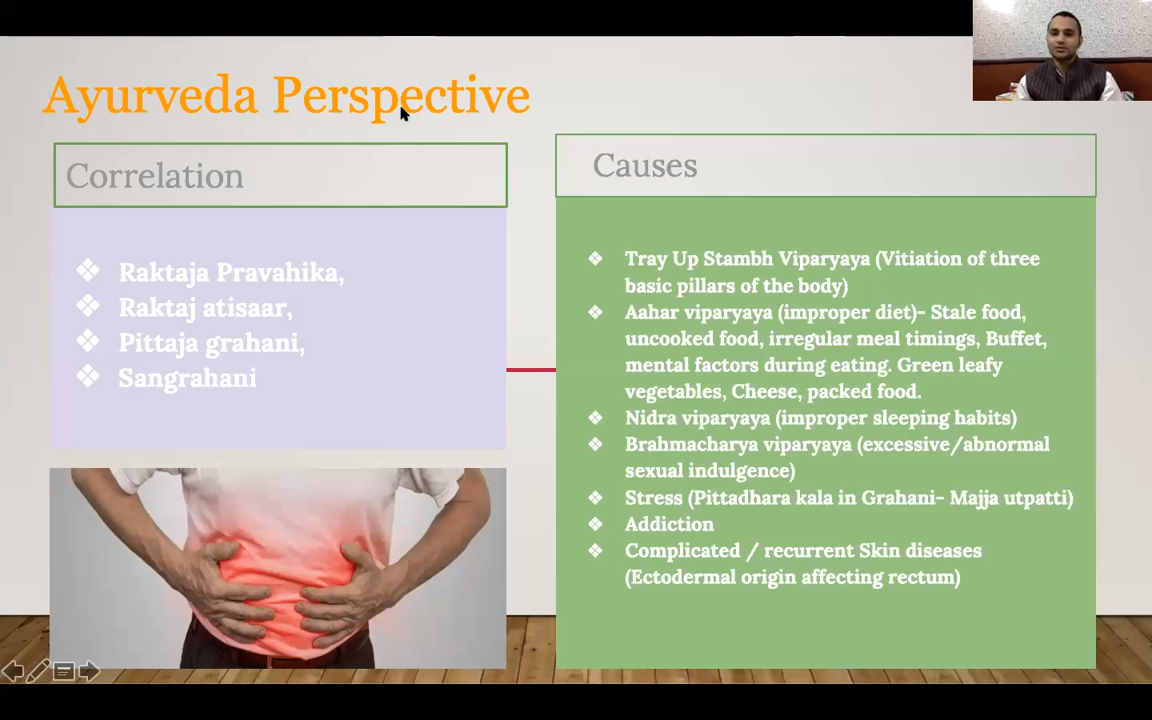 Ayurveda Perspective
Correlation
❖ Raktaja Pravahika,
❖ Raktaj atisaar,
❖ Pittaja grahani,
❖ Sangrahani
Causes
❖ Tray Up Stambh Viparyaya (Vitiation of three
basic pillars of the body)
❖ Aahar viparyaya (improper diet)- Stale food,
uncooked food, irregular meal timings, Buffet,
mental factors during eating. Green leafy
vegetables, Cheese, packed food.
❖ Nidra viparyaya (improper sleeping habits)
❖ Brahmacharya viparyaya (excessive/abnormal
sexual indulgence)
❖ Stress (Pittadhara kala in Grahani- Majja utpatti)
❖ Addiction
❖ Complicated / recurrent Skin diseases
(Ectodermal origin affecting rectum)